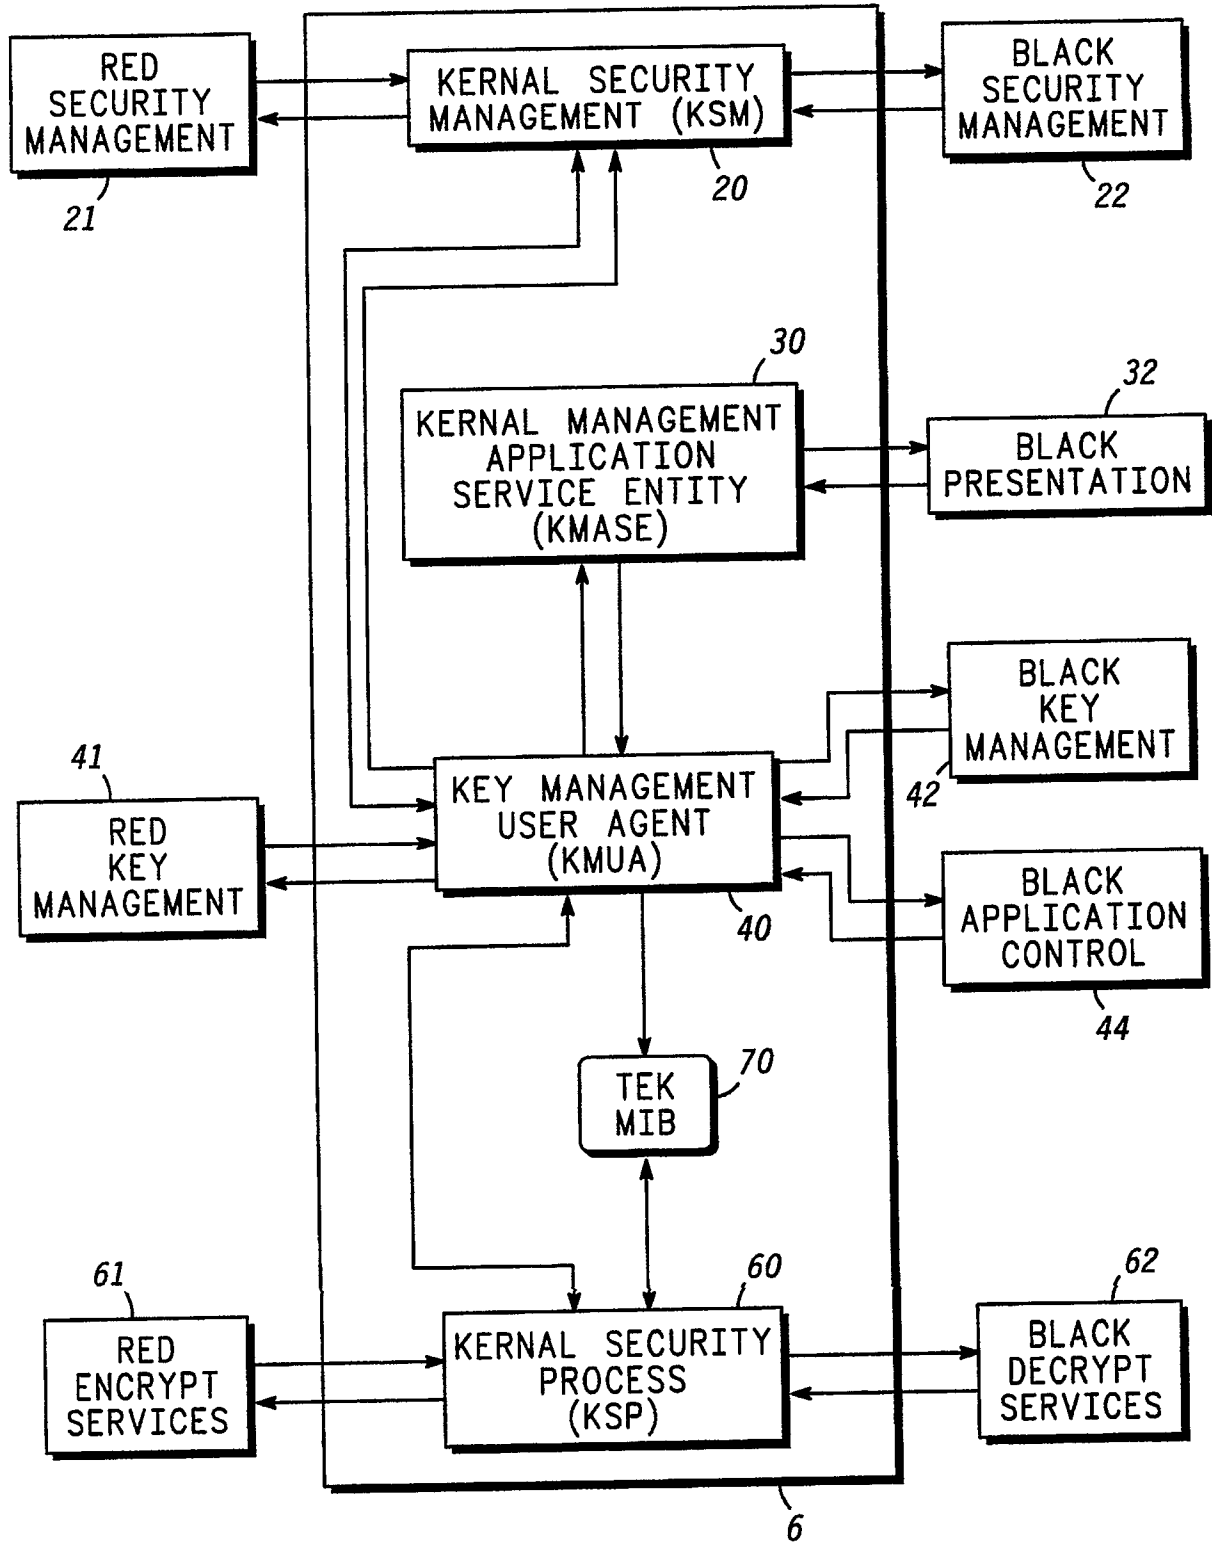 RED
SECURITY
MANAGEMENT
21
KERNAL SECURITY
MANAGEMENT (KSM)
20
BLACK
SECURITY
MANAGEMENT
22
30
KERNAL MANAGEMENT
APPLICATION
SERVICE ENTITY
(KMASE)
32
BLACK
PRESENTATION
41
RED
KEY
MANAGEMENT
KEY MANAGEMENT
USER AGENT
(KMUA)
40
BLACK
KEY
MANAGEMENT
42
BLACK
APPLICATION
CONTROL
44
TEK
MIB
70
61
RED
ENCRYPT
SERVICES
60
KERNAL SECURITY
PROCESS
(KSP)
62
BLACK
DECRYPT
SERVICES
6